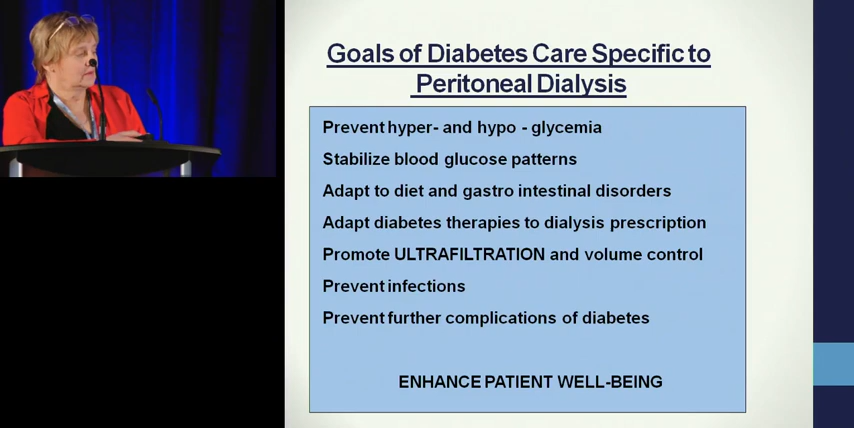 Goals of Diabetes Care Specific to
Peritoneal Dialysis
Prevent hyper- and hypo - glycemia
Stabilize blood glucose patterns
Adapt to diet and gastro intestinal disorders
Adapt diabetes therapies to dialysis prescription
Promote ULTRAFILTRATION and volume control
Prevent infections
Prevent further complications of diabetes
ENHANCE PATIENT WELL-BEING